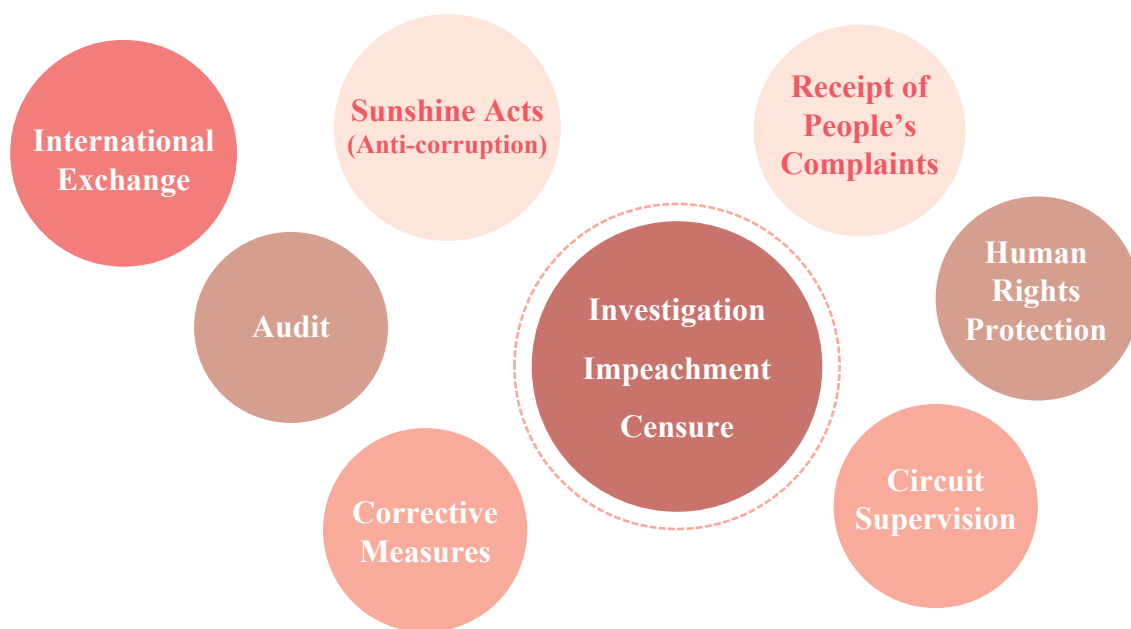 International
Exchange
Sunshine Acts
(Anti-corruption)
Receipt of
People’s
Complaints
Audit
Investigation
Impeachment
Censure
Human
Rights
Protection
Corrective
Measures
Circuit
Supervision